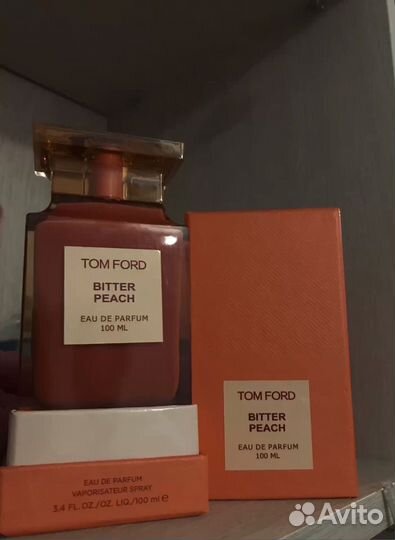 TOM FORD
BITTER
PEACH
EAU DE PARFUM
100 ML
EAU DE PARFUM
VAPORISATEUR SPRAY
3.4 FL.OZ./OZ. LIQ./100 ml ℮
TOM FORD
BITTER
PEACH
EAU DE PARFUM
100 ML
Avito